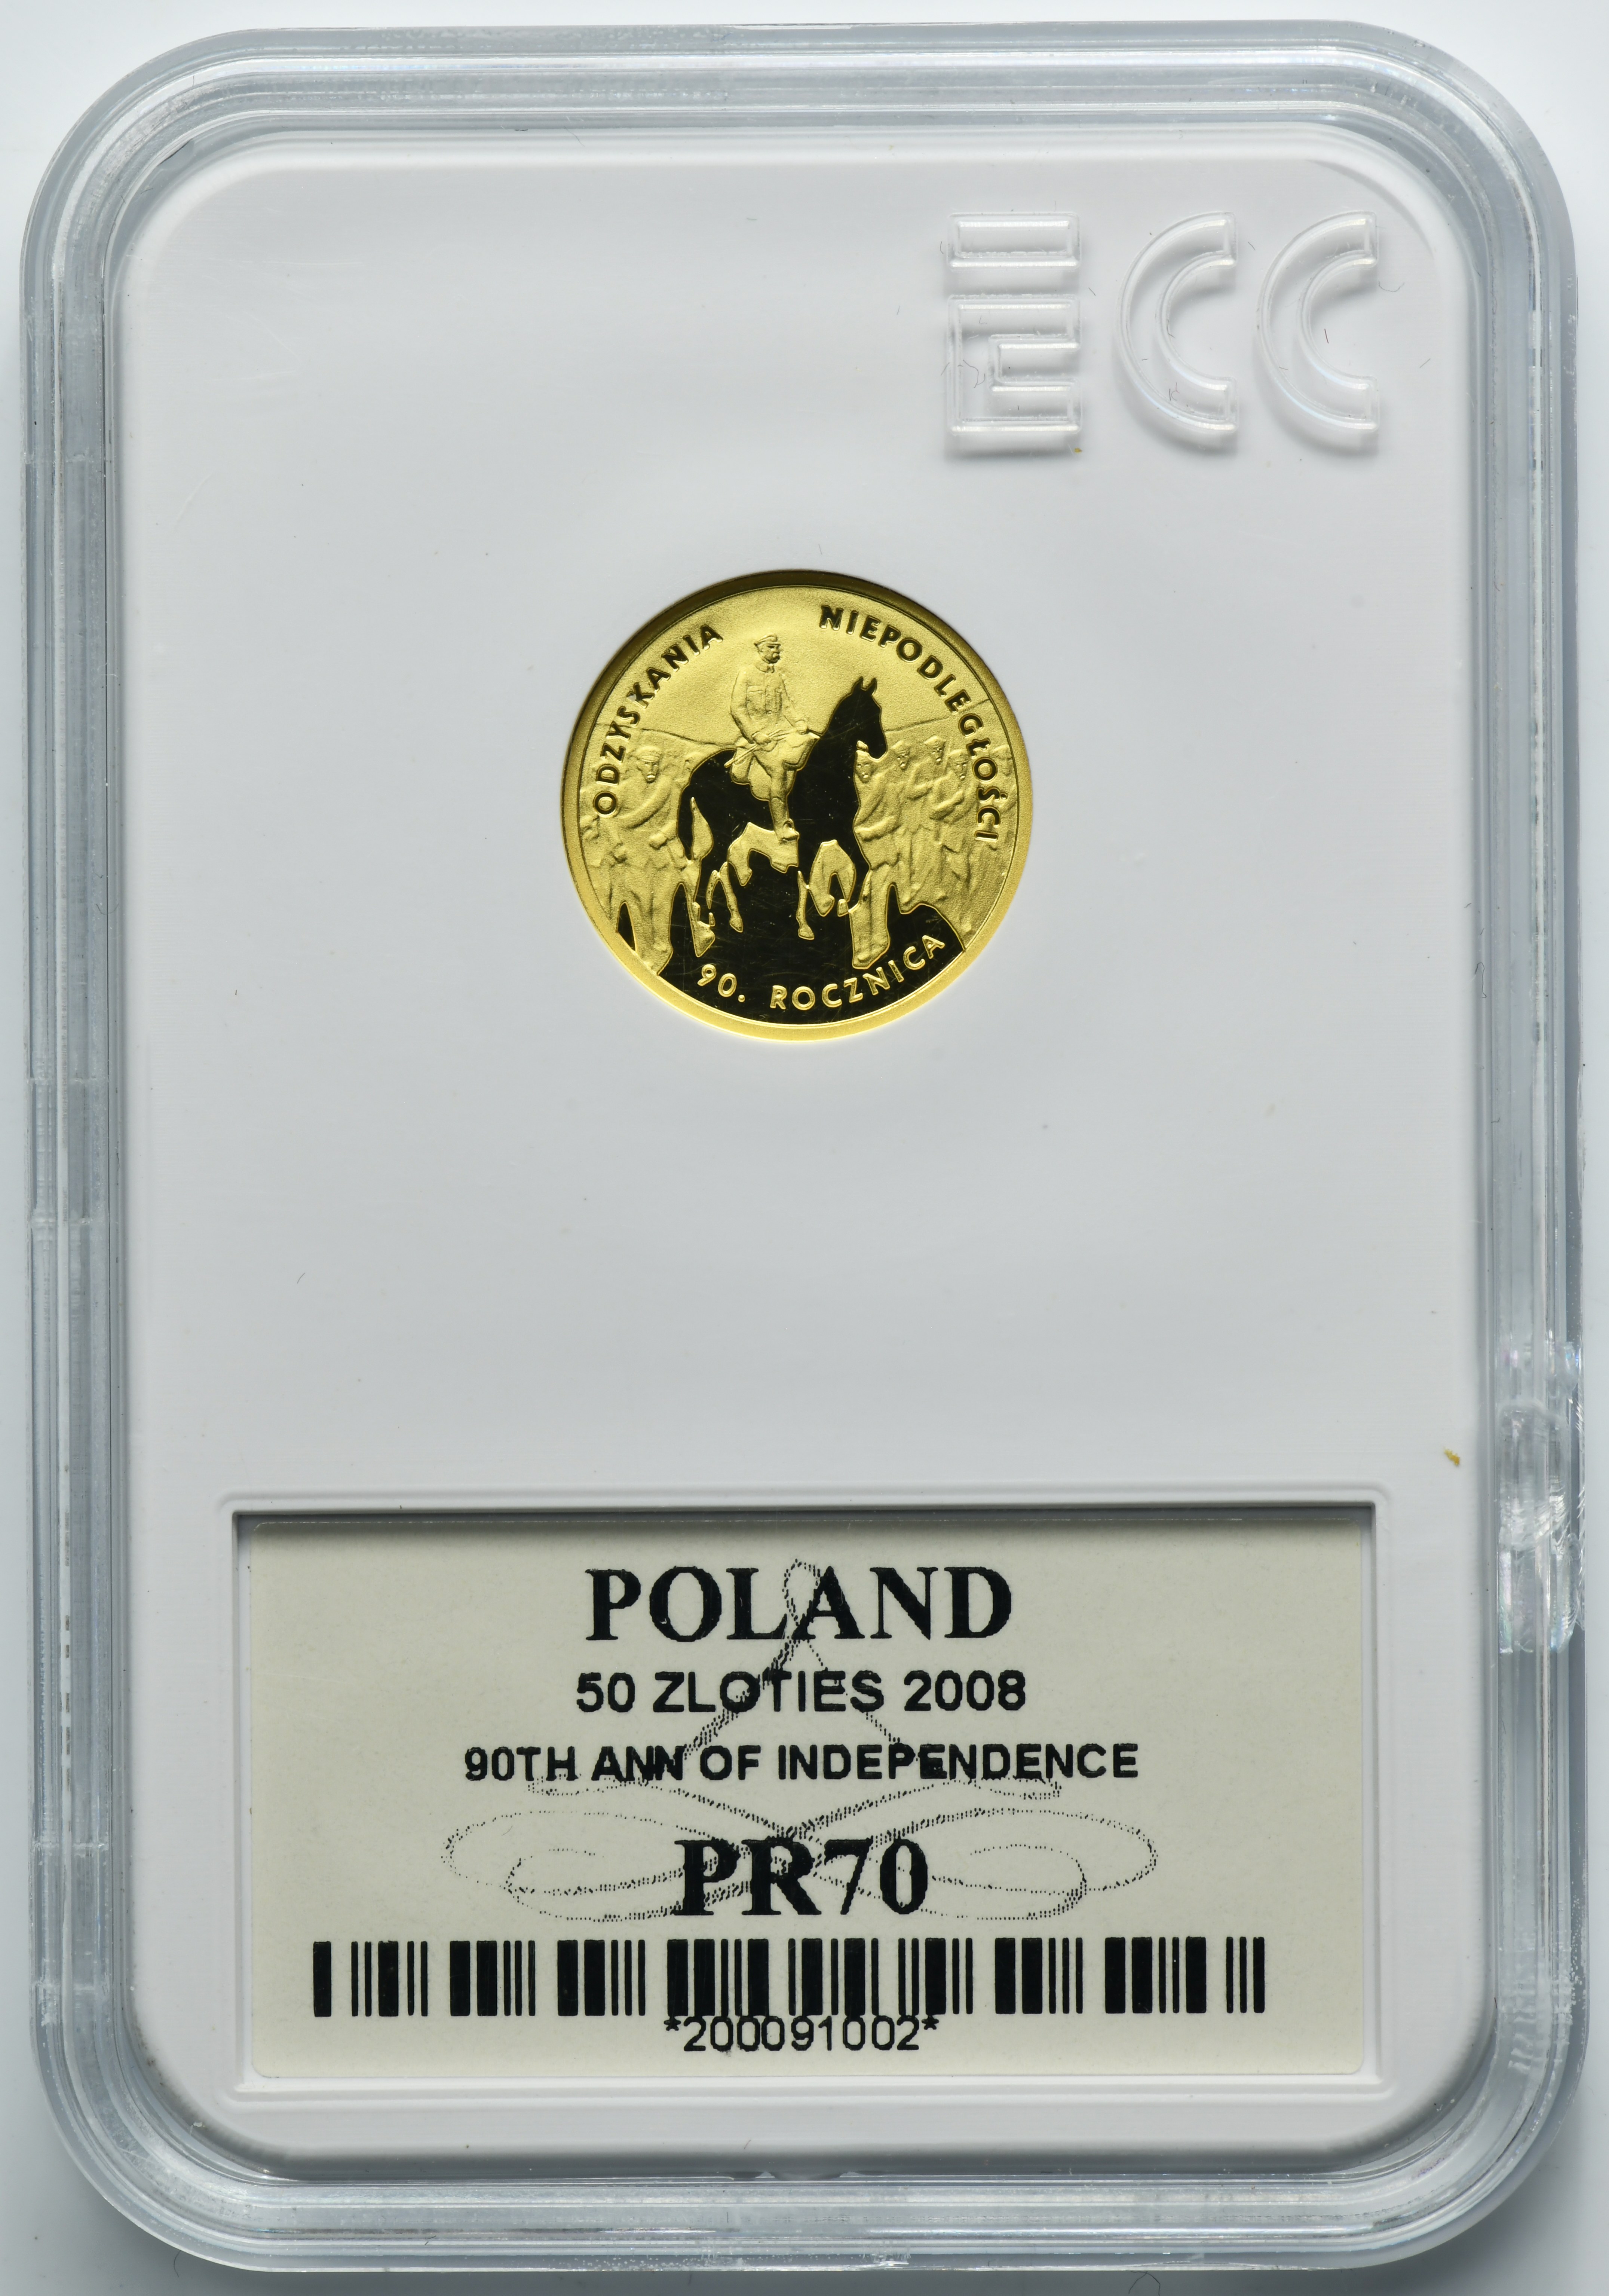 ECC
ODZYSKANIA NIEPODLEGŁOŚCI
90. ROCZNICA
POLAND
50 ZLOTIES 2008
90TH ANN OF INDEPENDENCE
PR70
*200091002*